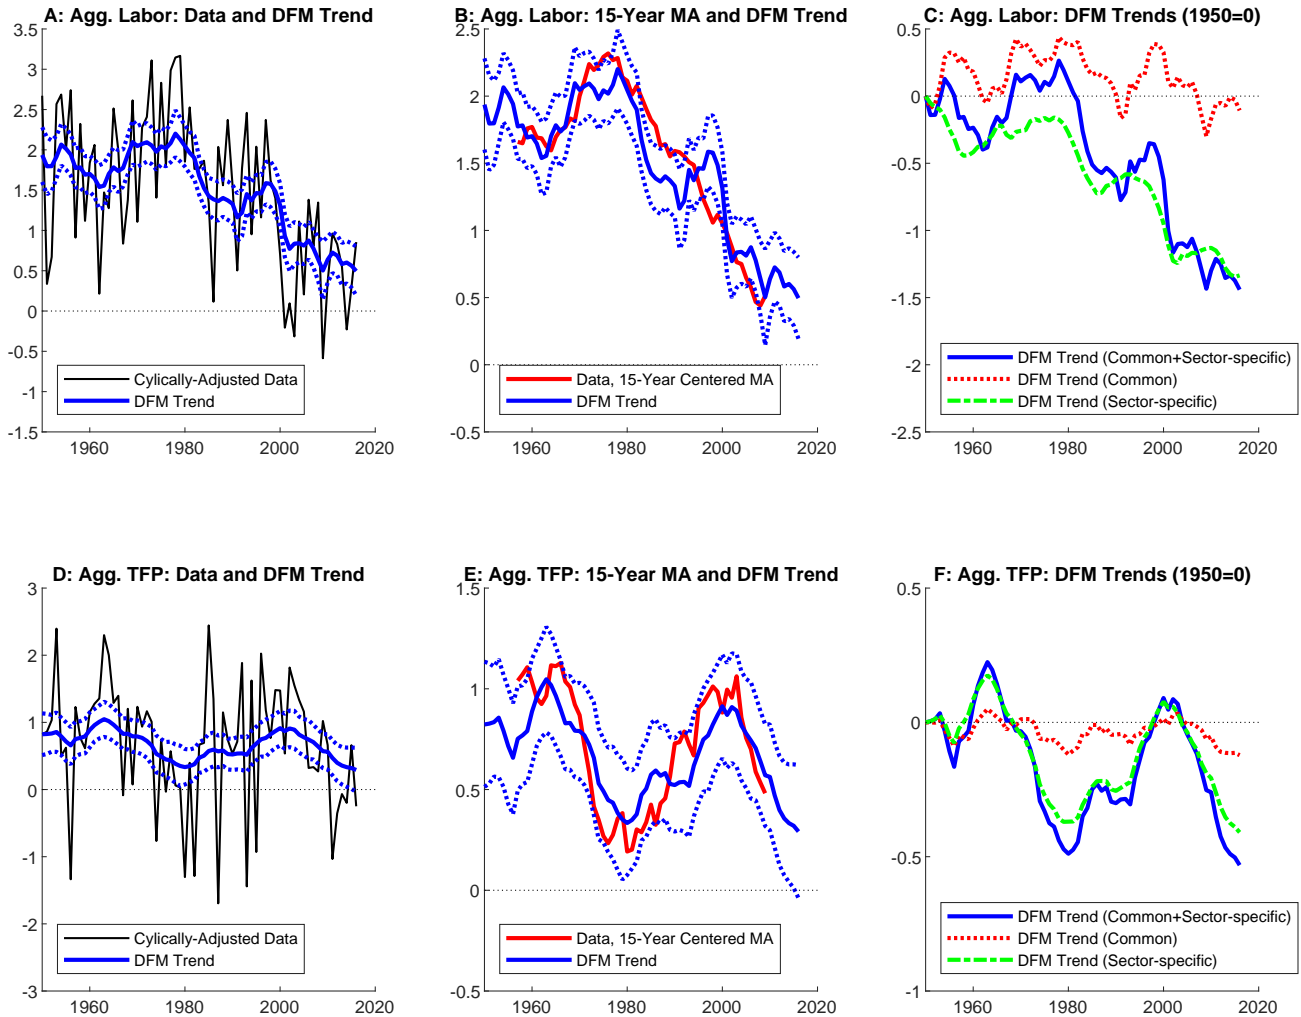 A: Agg. Labor: Data and DFM Trend
3.5
3
2.5
2
1.5
1
0.5
0
-0.5
-1
-1.5
1960 1980 2000 2020
Cylically-Adjusted Data
DFM Trend
B: Agg. Labor: 15-Year MA and DFM Trend
2.5
2
1.5
1
0.5
0
-0.5
1960 1980 2000 2020
Data, 15-Year Centered MA
DFM Trend
C: Agg. Labor: DFM Trends (1950=0)
0.5
0
-0.5
-1
-1.5
-2
-2.5
1960 1980 2000 2020
DFM Trend (Common+Sector-specific)
DFM Trend (Common)
DFM Trend (Sector-specific)
D: Agg. TFP: Data and DFM Trend
3
2
1
0
-1
-2
-3
1960 1980 2000 2020
Cylically-Adjusted Data
DFM Trend
E: Agg. TFP: 15-Year MA and DFM Trend
1.5
1
0.5
0
-0.5
1960 1980 2000 2020
Data, 15-Year Centered MA
DFM Trend
F: Agg. TFP: DFM Trends (1950=0)
0.5
0
-0.5
-1
1960 1980 2000 2020
DFM Trend (Common+Sector-specific)
DFM Trend (Common)
DFM Trend (Sector-specific)